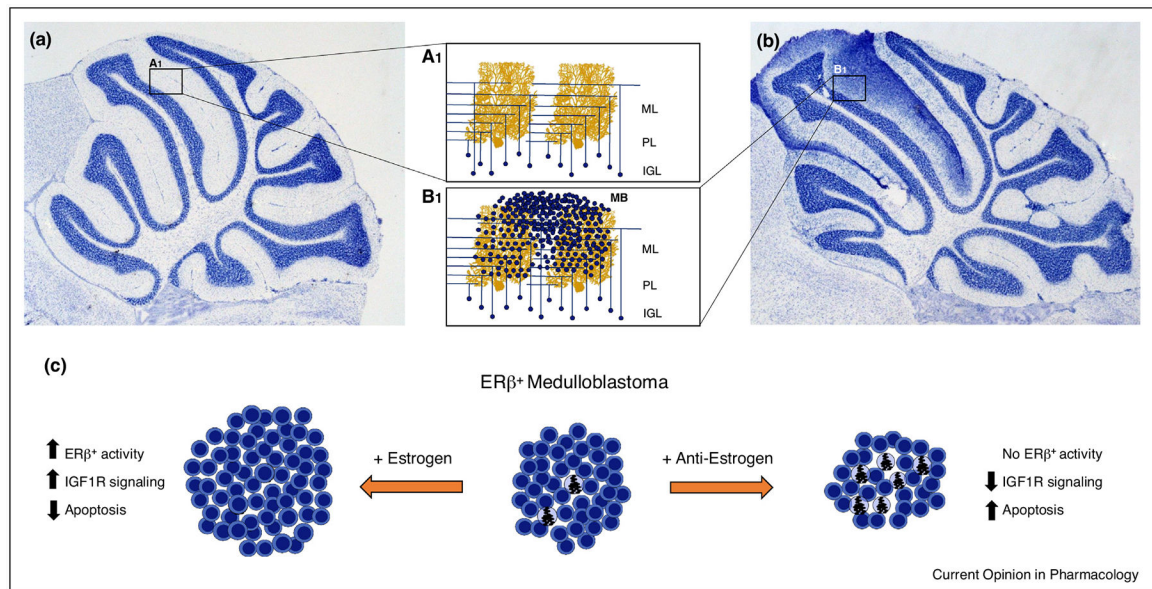 (a)
A1
A1
ML
PL
IGL
B1
MB
ML
PL
IGL
(b)
B1
(c)
ERβ⁺ Medulloblastoma
ERβ⁺ activity
IGF1R signaling
Apoptosis
+ Estrogen
+ Anti-Estrogen
No ERβ⁺ activity
IGF1R signaling
Apoptosis
Current Opinion in Pharmacology